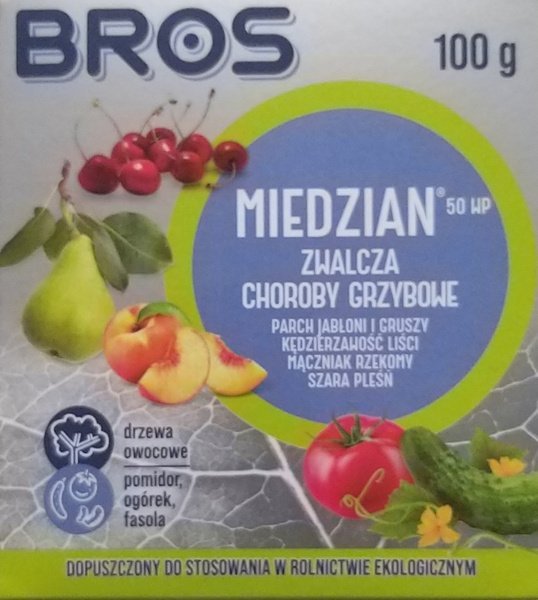 BROS
100 g
MIEDZIAN® 50 WP
ZWALCZA
CHOROBY GRZYBOWE
PARCH JABŁONI I GRUSZY
KĘDZIERZAWOŚĆ LIŚCI
MĄCZNIAK RZEKOMY
SZARA PLEŚŃ
drzewa
owocowe
pomidor,
ogórek,
fasola
DOPUSZCZONY DO STOSOWANIA W ROLNICTWIE EKOLOGICZNYM